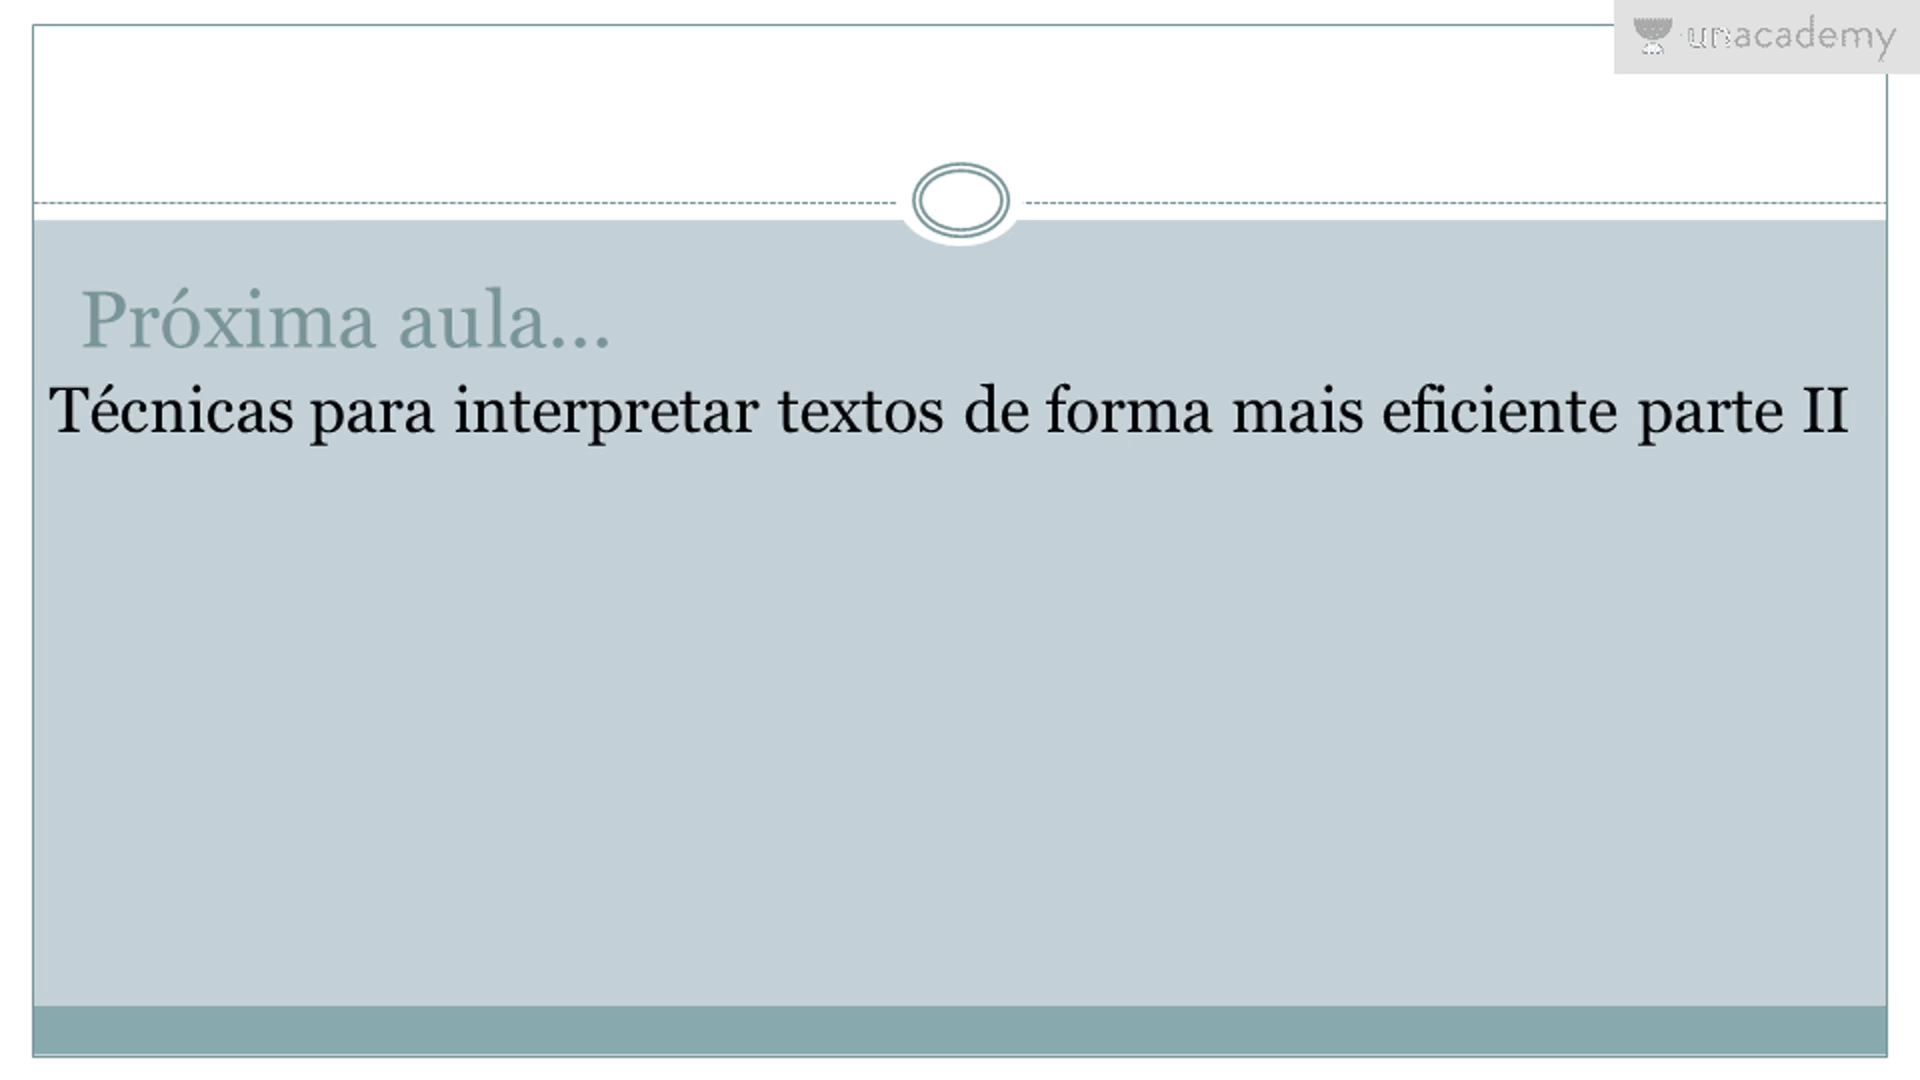 unacademy
Próxima aula...
Técnicas para interpretar textos de forma mais eficiente parte II